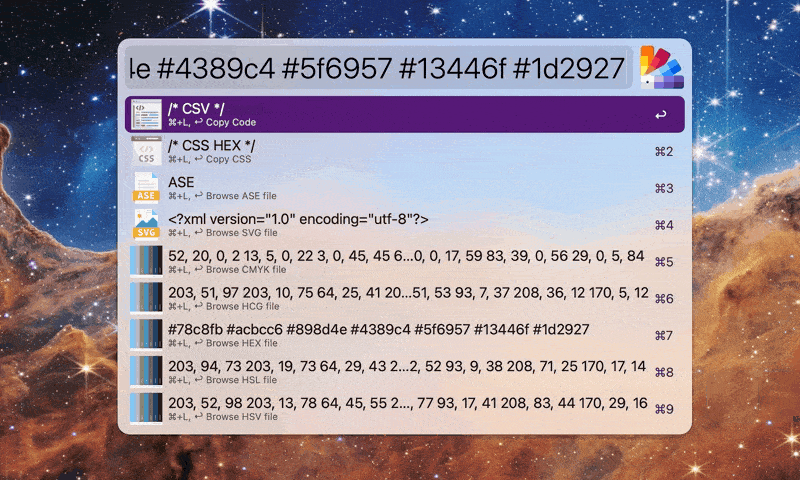 4e #4389c4 #5f6957 #13446f #1d2927
/* CSV */
⌘+L, ↩ Copy Code
↩
/* CSS HEX */
⌘+L, ↩ Copy CSS
⌘2
ASE
⌘+L, ↩ Browse ASE file
⌘3
<?xml version="1.0" encoding="utf-8"?>
⌘+L, ↩ Browse SVG file
⌘4
52, 20, 0, 2 13, 5, 0, 22 3, 0, 45, 45 6...0, 0, 17, 59 83, 39, 0, 56 29, 0, 5, 84
⌘+L, ↩ Browse CMYK file
⌘5
203, 51, 97 203, 10, 75 64, 25, 41 20...51, 53 93, 7, 37 208, 36, 12 170, 5, 12
⌘+L, ↩ Browse HCG file
⌘6
#78c8fb #acbcc6 #898d4e #4389c4 #5f6957 #13446f #1d2927
⌘+L, ↩ Browse HEX file
⌘7
203, 94, 73 203, 19, 73 64, 29, 43 2...2, 52 93, 9, 38 208, 71, 25 170, 17, 14
⌘+L, ↩ Browse HSL file
⌘8
203, 52, 98 203, 13, 78 64, 45, 55 2..., 77 93, 17, 41 208, 83, 44 170, 29, 16
⌘+L, ↩ Browse HSV file
⌘9
</>
CSS
ASE
SVG